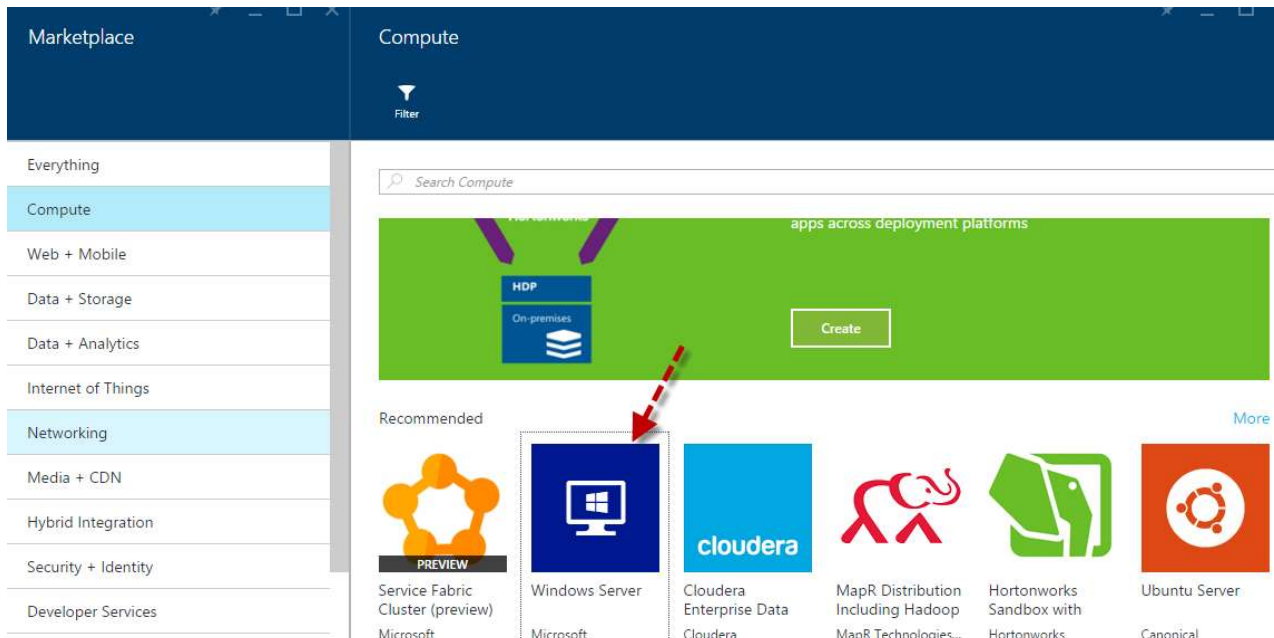 Marketplace
Compute
Filter
Everything
Compute
Web + Mobile
Data + Storage
Data + Analytics
Internet of Things
Networking
Media + CDN
Hybrid Integration
Security + Identity
Developer Services
Search Compute
apps across deployment platforms
HDP
On-premises
Create
Recommended
More
PREVIEW
Service Fabric
Cluster (preview)
Microsoft
Windows Server
Microsoft
cloudera
Cloudera
Enterprise Data
Cloudera
MapR Distribution
Including Hadoop
MapR Technologies...
Hortonworks
Sandbox with
Hortonworks
Ubuntu Server
Canonical